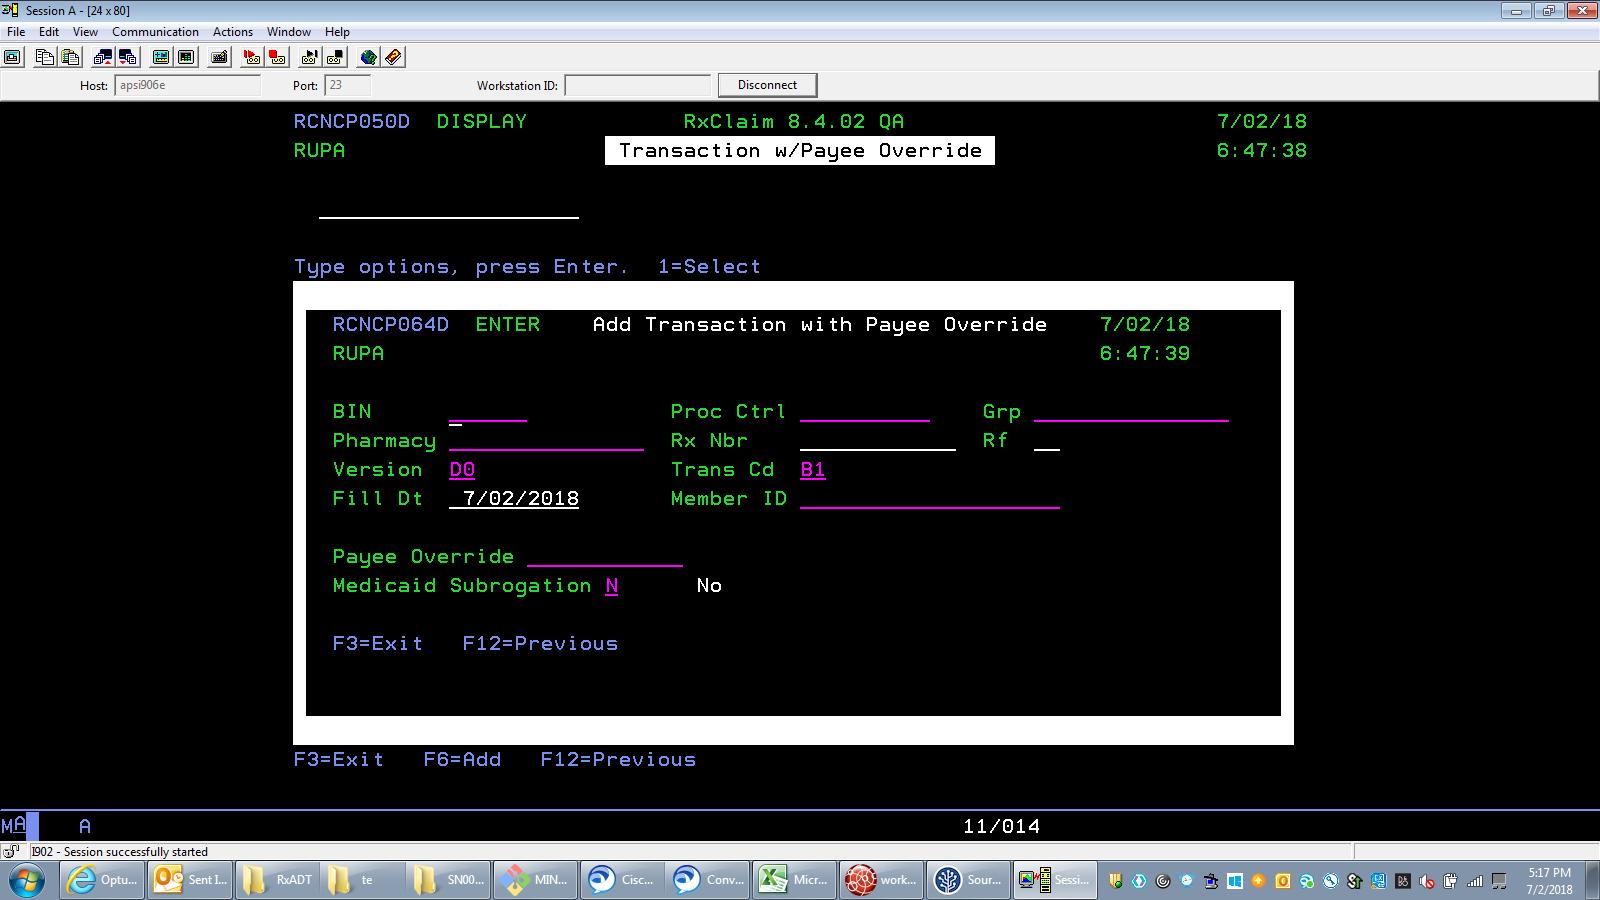 Session A - [24 x 80]
File Edit View Communication Actions Window Help
Host: apsi906e Port: 23 Workstation ID: Disconnect
RCNCP050D DISPLAY RxClaim 8.4.02 QA 7/02/18
RUPA Transaction w/Payee Override 6:47:38
Type options, press Enter. 1=Select
RCNCP064D ENTER Add Transaction with Payee Override 7/02/18
RUPA 6:47:39
BIN Proc Ctrl Grp
Pharmacy Rx Nbr Rf
Version D0 Trans Cd B1
Fill Dt 7/02/2018 Member ID
Payee Override
Medicaid Subrogation N No
F3=Exit F12=Previous
F3=Exit F6=Add F12=Previous
MA A 11/014
I902 - Session successfully started
Optu... Sent I... RxADT te SN00... MIN... Cisc... Conv... Micr... work... Sour... Sessi... 5:17 PM
7/2/2018